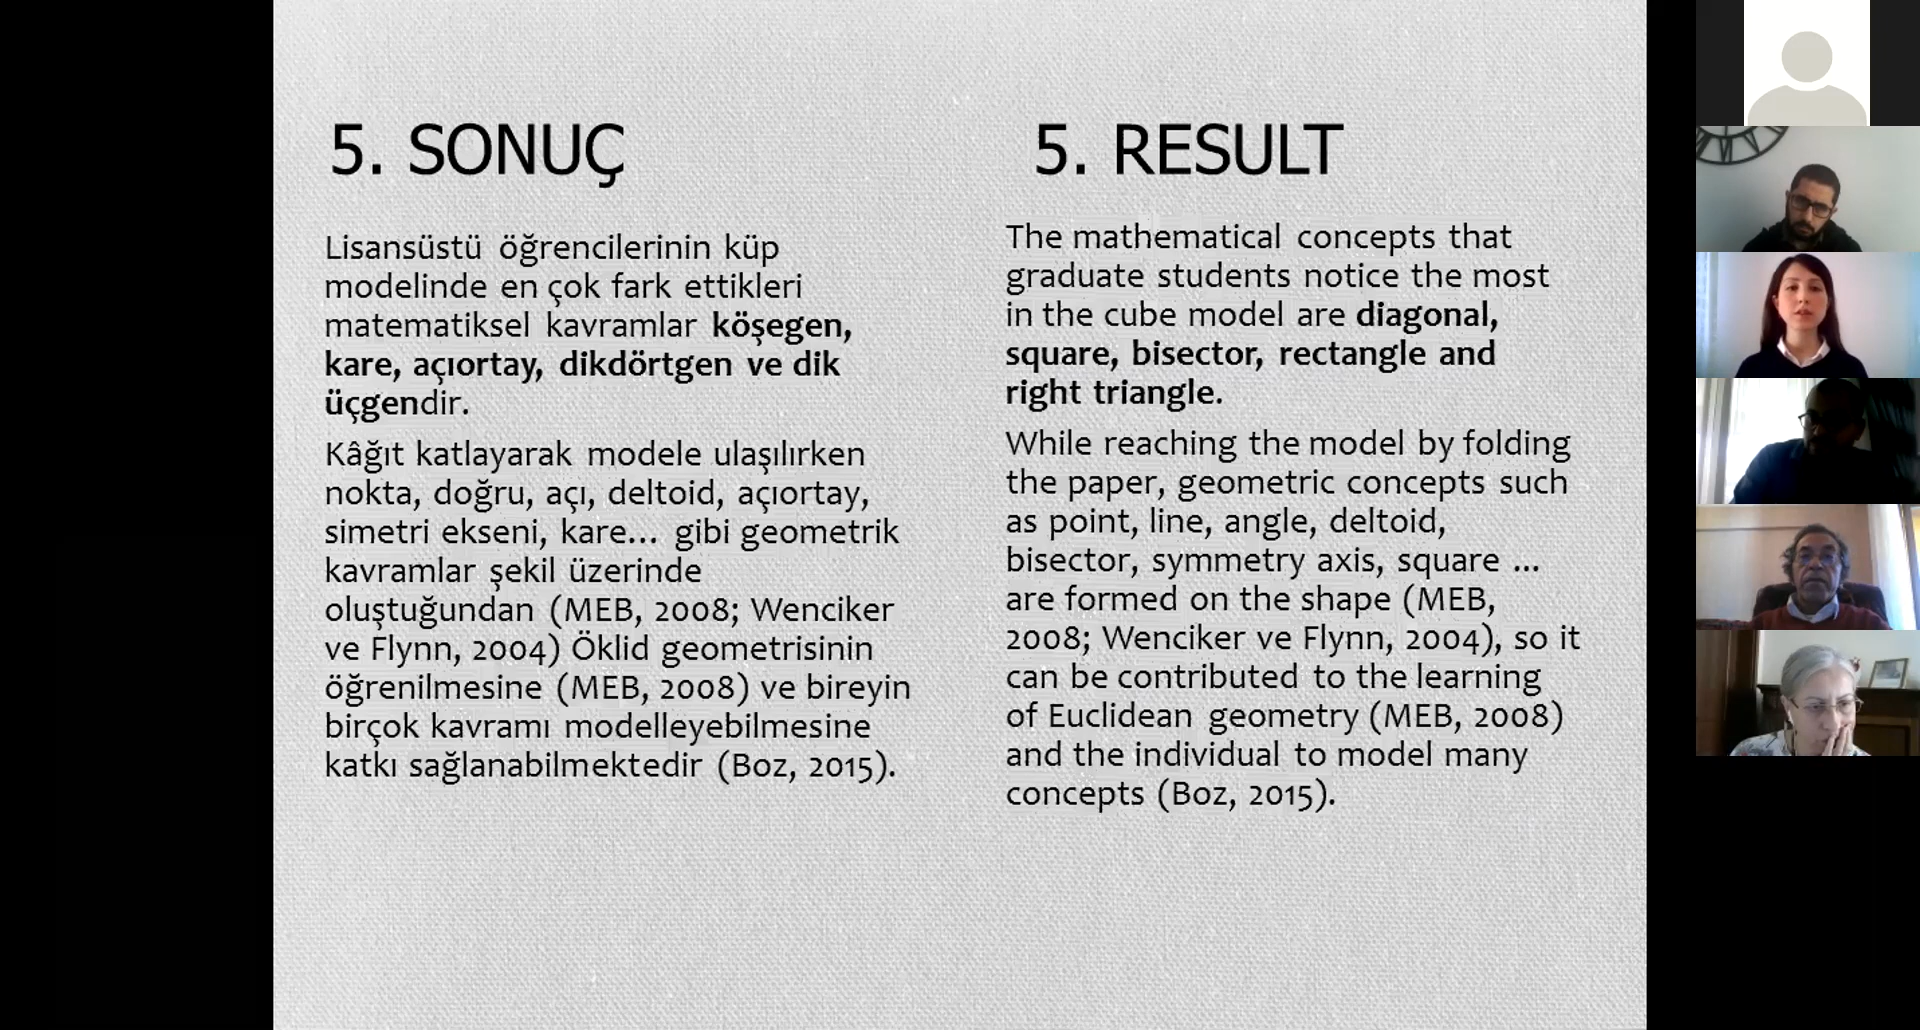 5. SONUÇ
Lisansüstü öğrencilerinin küp
modelinde en çok fark ettikleri
matematiksel kavramlar köşegen,
kare, açıortay, dikdörtgen ve dik
üçgendir.
Kâğıt katlayarak modele ulaşılırken
nokta, doğru, açı, deltoid, açıortay,
simetri ekseni, kare... gibi geometrik
kavramlar şekil üzerinde
oluştuğundan (MEB, 2008; Wenciker
ve Flynn, 2004) Öklid geometrisinin
öğrenilmesine (MEB, 2008) ve bireyin
birçok kavramı modelleyebilmesine
katkı sağlanabilmektedir (Boz, 2015).
5. RESULT
The mathematical concepts that
graduate students notice the most
in the cube model are diagonal,
square, bisector, rectangle and
right triangle.
While reaching the model by folding
the paper, geometric concepts such
as point, line, angle, deltoid,
bisector, symmetry axis, square ...
are formed on the shape (MEB,
2008; Wenciker ve Flynn, 2004), so it
can be contributed to the learning
of Euclidean geometry (MEB, 2008)
and the individual to model many
concepts (Boz, 2015).